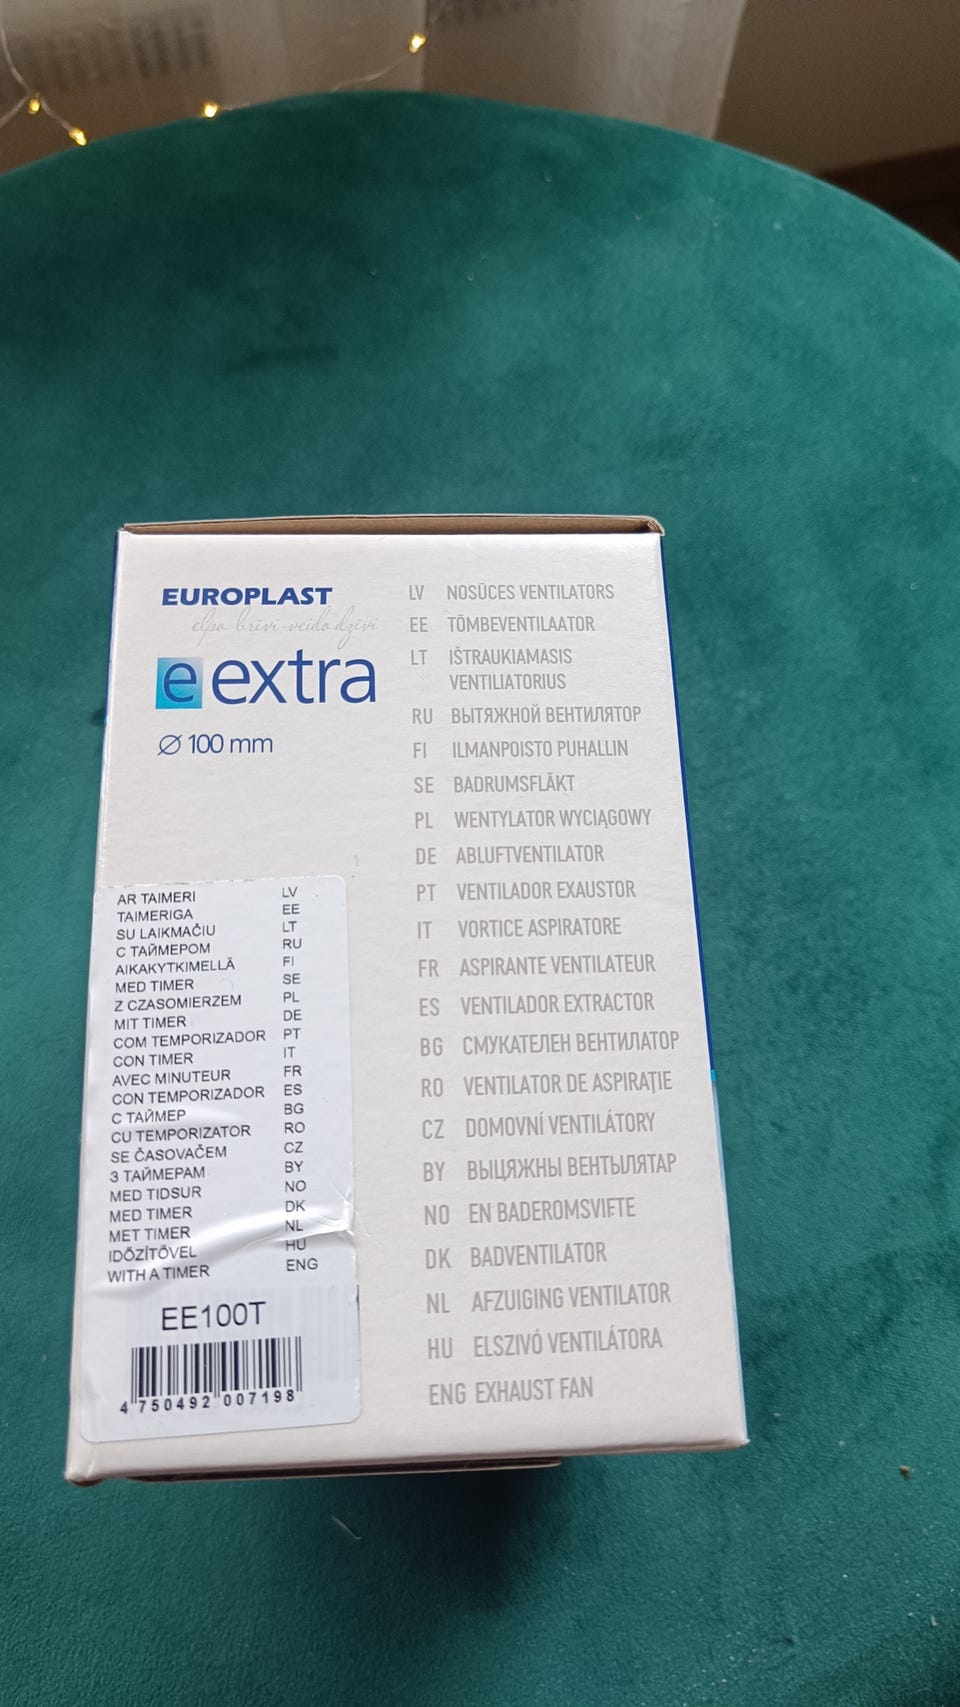 EUROPLAST
elpo brīvi-veido dzīvi
e extra
Ø 100 mm
LV NOSŪCES VENTILATORS
EE TÕMBEVENTILAATOR
LT IŠTRAUKIAMASIS
VENTILIATORIUS
RU ВЫТЯЖНОЙ ВЕНТИЛЯТОР
FI ILMANPOISTO PUHALLIN
SE BADRUMSFLÄKT
PL WENTYLATOR WYCIĄGOWY
DE ABLUFTVENTILATOR
PT VENTILADOR EXAUSTOR
IT VORTICE ASPIRATORE
FR ASPIRANTE VENTILATEUR
ES VENTILADOR EXTRACTOR
BG СМУКАТЕЛЕН ВЕНТИЛАТОР
RO VENTILATOR DE ASPIRAȚIE
CZ DOMOVNÍ VENTILÁTORY
BY ВЫЦЯЖНЫ ВЕНТЫЛЯТАР
NO EN BADEROMSVIFTE
DK BADVENTILATOR
NL AFZUIGING VENTILATOR
HU ELSZIVÓ VENTILÁTORA
ENG EXHAUST FAN
AR TAIMERI LV
TAIMERIGA EE
SU LAIKMAČIU LT
С ТАЙМЕРОМ RU
AIKAKYTKIMELLÄ FI
MED TIMER SE
Z CZASOMIERZEM PL
MIT TIMER DE
COM TEMPORIZADOR PT
CON TIMER IT
AVEC MINUTEUR FR
CON TEMPORIZADOR ES
С ТАЙМЕР BG
CU TEMPORIZATOR RO
SE ČASOVAČEM CZ
З ТАЙМЕРАМ BY
MED TIDSUR NO
MED TIMER DK
MET TIMER NL
IDŐZÍTŐVEL HU
WITH A TIMER ENG
EE100T
4 750492 007198